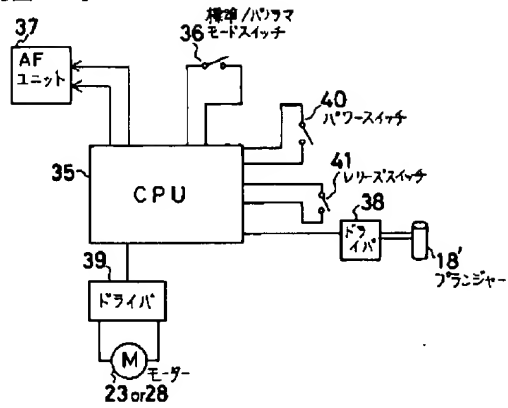 37
AF
ユニット
標準/パノラマ
36 モードスイッチ
40
パワースイッチ
41
レリーズスイッチ
35
CPU
38
ドライバ
18'
プランジャー
39
ドライバ
M
モーター
23 or 28